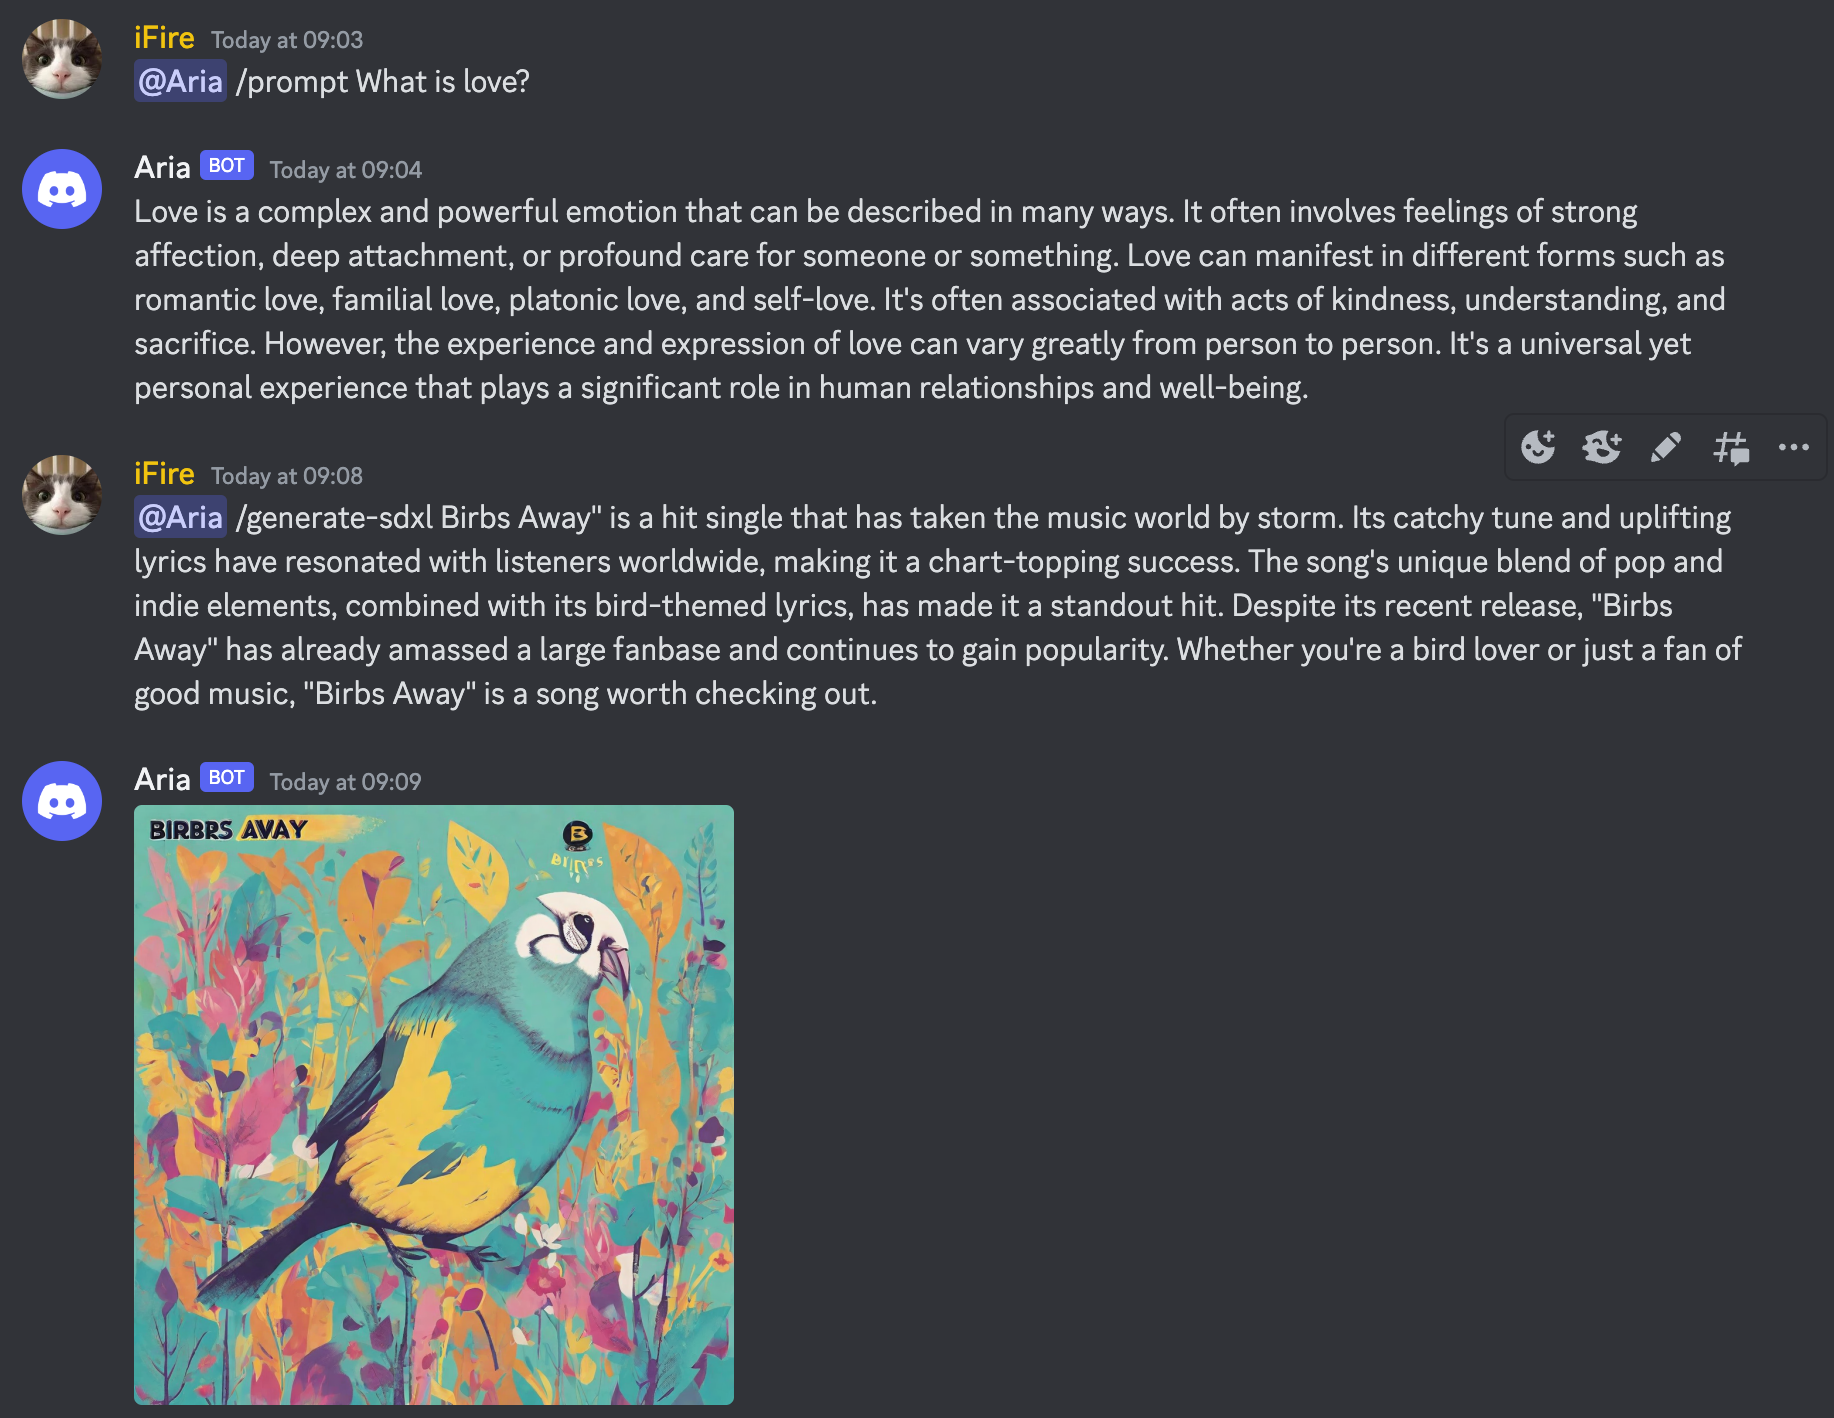 iFire Today at 09:03
@Aria /prompt What is love?
Aria BOT Today at 09:04
Love is a complex and powerful emotion that can be described in many ways. It often involves feelings of strong
affection, deep attachment, or profound care for someone or something. Love can manifest in different forms such as
romantic love, familial love, platonic love, and self-love. It's often associated with acts of kindness, understanding, and
sacrifice. However, the experience and expression of love can vary greatly from person to person. It's a universal yet
personal experience that plays a significant role in human relationships and well-being.
iFire Today at 09:08
@Aria /generate-sdxl Birbs Away" is a hit single that has taken the music world by storm. Its catchy tune and uplifting
lyrics have resonated with listeners worldwide, making it a chart-topping success. The song's unique blend of pop and
indie elements, combined with its bird-themed lyrics, has made it a standout hit. Despite its recent release, "Birbs
Away" has already amassed a large fanbase and continues to gain popularity. Whether you're a bird lover or just a fan of
good music, "Birbs Away" is a song worth checking out.
Aria BOT Today at 09:09
BIRBRS AVAY
B